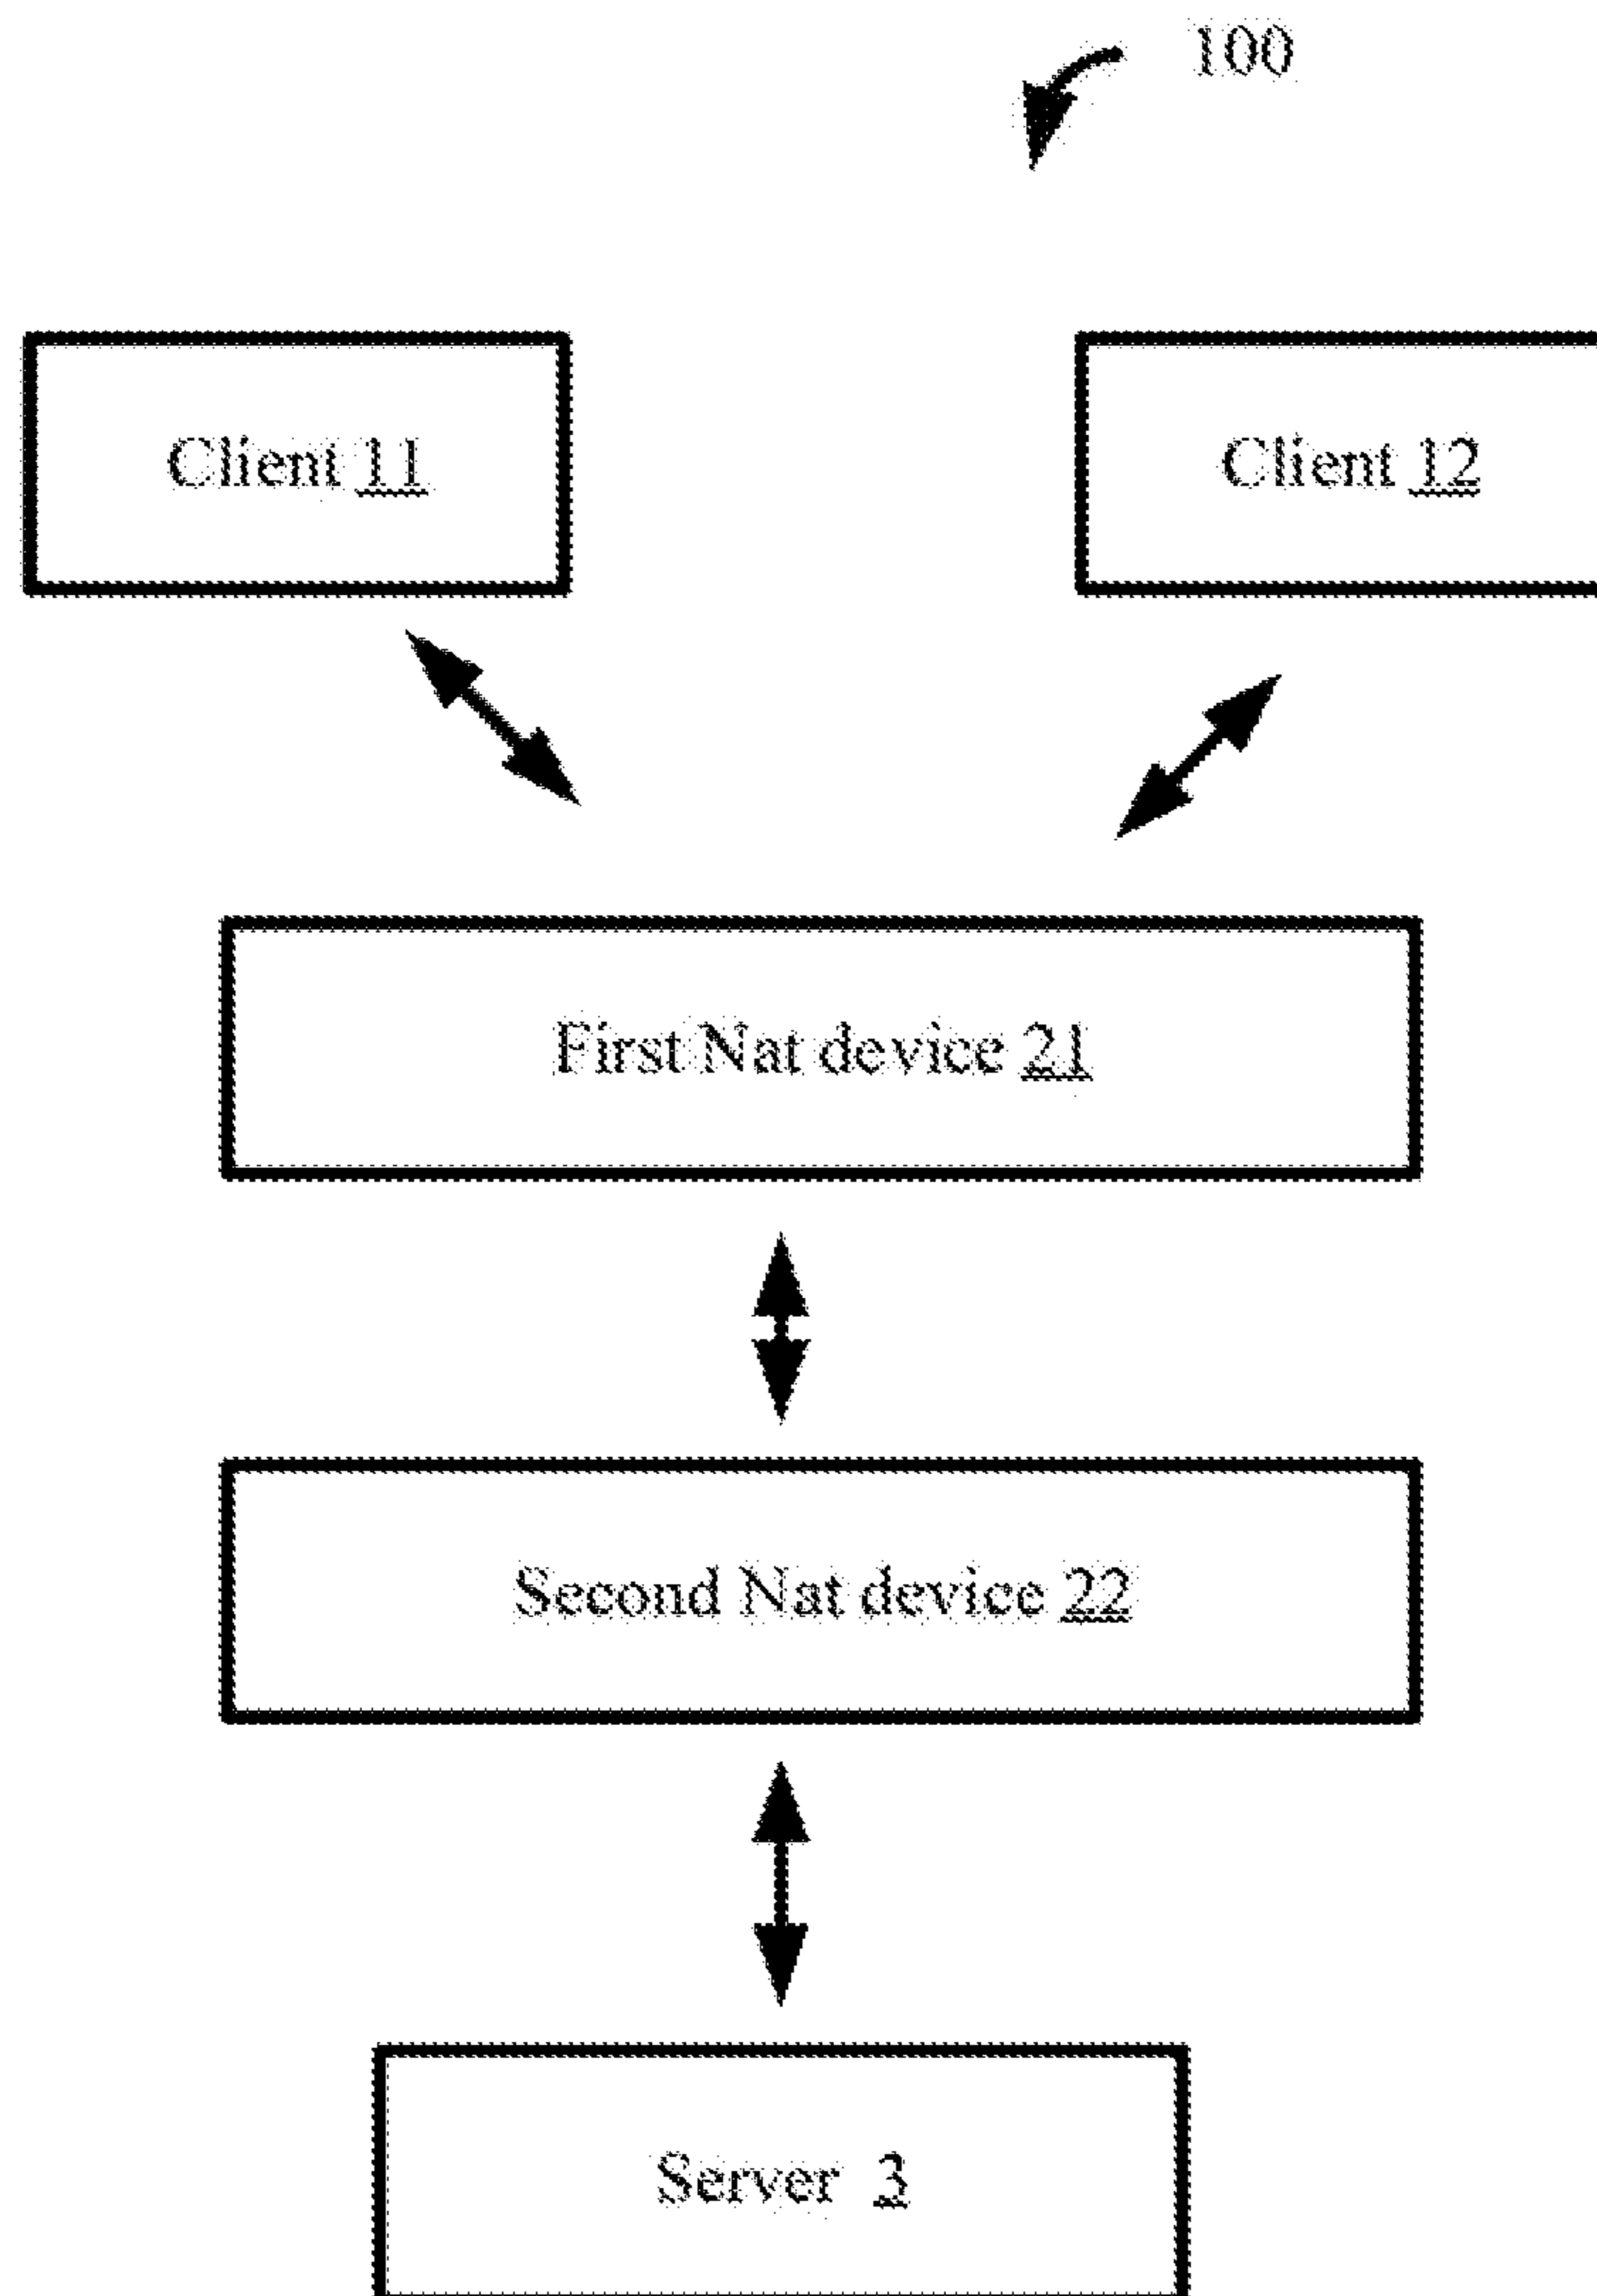 100
Client 11
Client 12
First Nat device 21
Second Nat device 22
Server 3